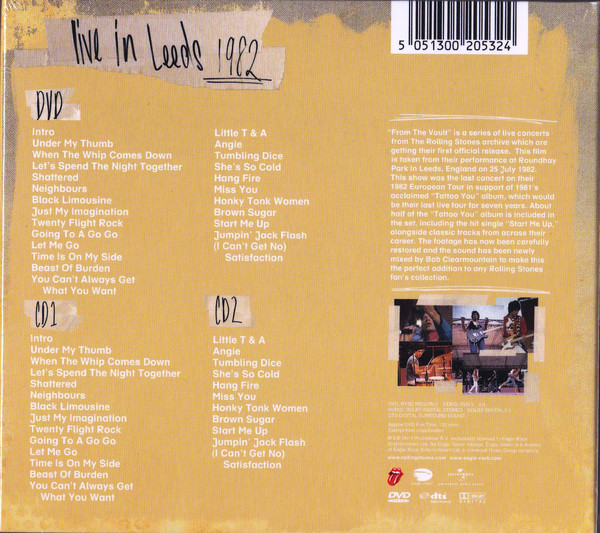 live in Leeds 1982
5 051300 205324
DVD
Intro
Under My Thumb
When The Whip Comes Down
Let's Spend The Night Together
Shattered
Neighbours
Black Limousine
Just My Imagination
Twenty Flight Rock
Going To A Go Go
Let Me Go
Time Is On My Side
Beast Of Burden
You Can't Always Get
What You Want
Little T & A
Angie
Tumbling Dice
She's So Cold
Hang Fire
Miss You
Honky Tonk Women
Brown Sugar
Start Me Up
Jumpin' Jack Flash
(I Can't Get No)
Satisfaction
"From The Vault" is a series of live concerts
from The Rolling Stones archive which are
getting their first official release. This film
is taken from their performance at Roundhay
Park in Leeds, England on 25 July 1982.
This show was the last concert on their
1982 European Tour in support of 1981's
acclaimed "Tattoo You" album, which would
be their last live tour for seven years. About
half of the "Tattoo You" album is included in the
set, including the hit single "Start Me Up,"
alongside classic tracks from across their
career. The footage has now been carefully
restored and the sound has been newly
mixed by Bob Clearmountain to make this
the perfect addition to any Rolling Stones
fan's collection.
CD1
Intro
Under My Thumb
When The Whip Comes Down
Let's Spend The Night Together
Shattered
Neighbours
Black Limousine
Just My Imagination
Twenty Flight Rock
Going To A Go Go
Let Me Go
Time Is On My Side
Beast Of Burden
You Can't Always Get
What You Want
CD2
Little T & A
Angie
Tumbling Dice
She's So Cold
Hang Fire
Miss You
Honky Tonk Women
Brown Sugar
Start Me Up
Jumpin' Jack Flash
(I Can't Get No)
Satisfaction
DTS DIGITAL SURROUND SOUND
www.rollingstones.com www.eagle-rock.com
DVD dts DIGITAL